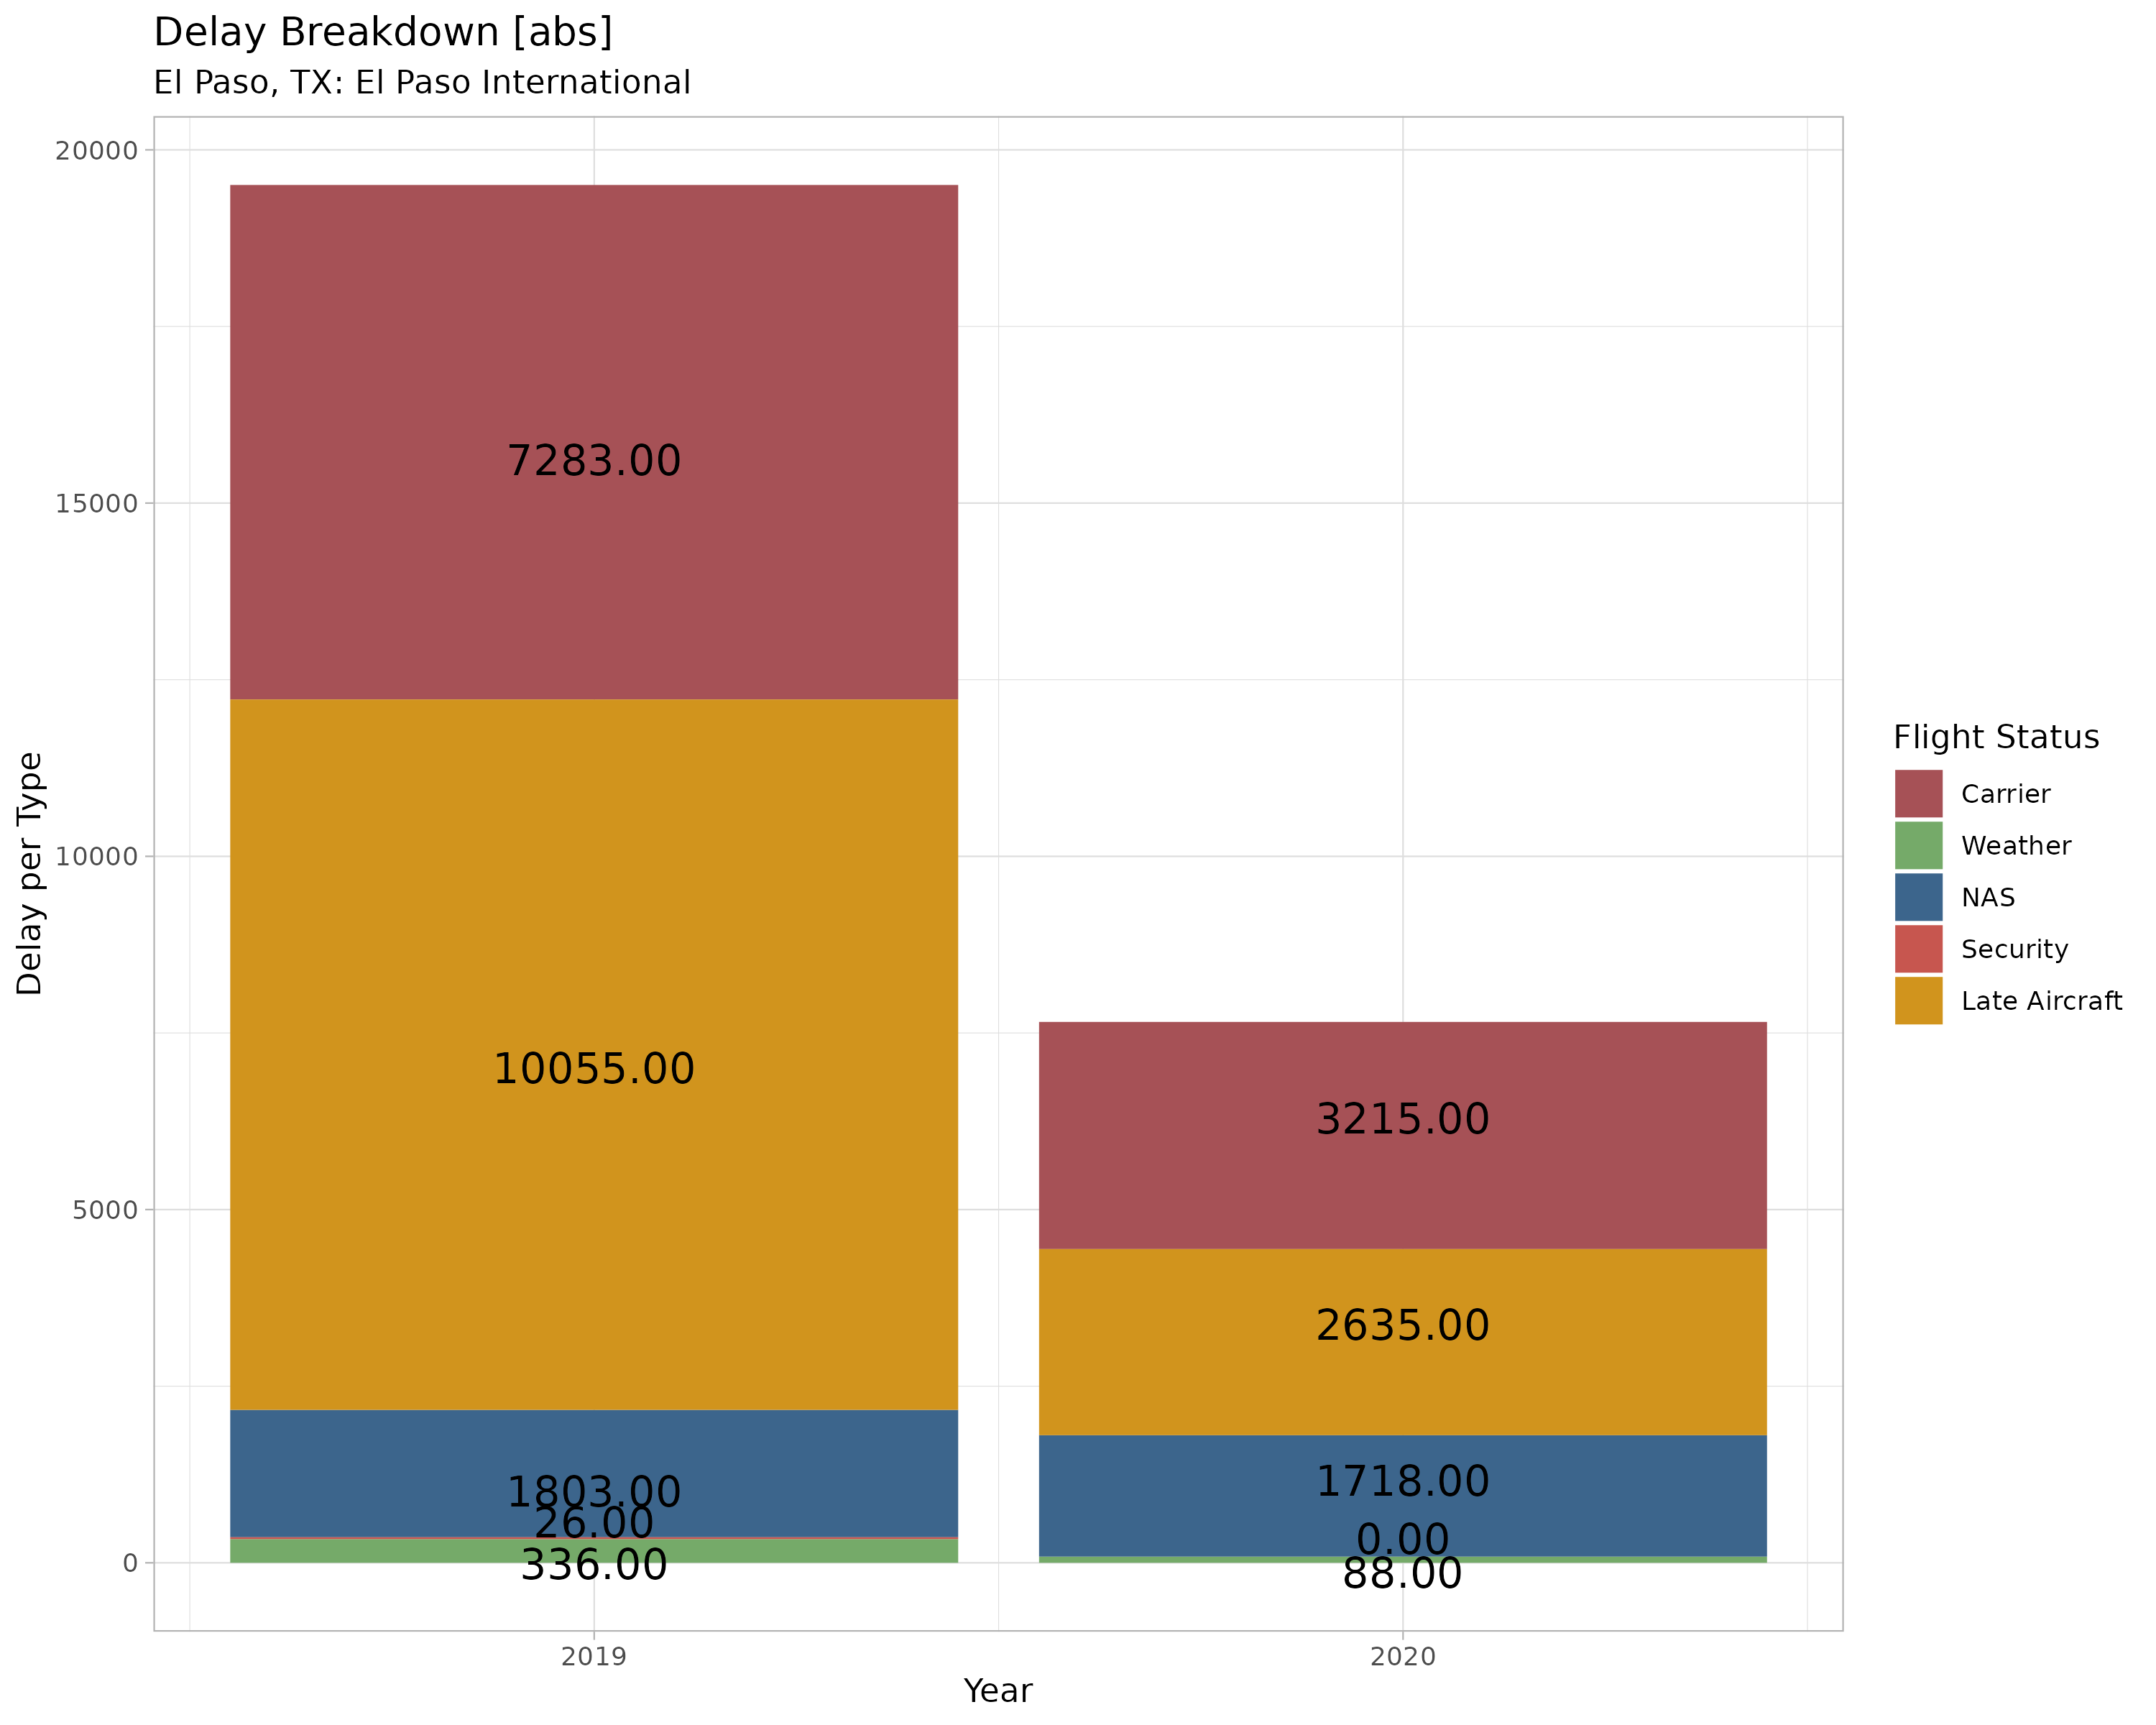 Delay Breakdown [abs]
El Paso, TX: El Paso International
20000
15000
10000
5000
0
Delay per Type
7283.00
10055.00
1803.00
26.00
336.00
3215.00
2635.00
1718.00
0.00
88.00
2019
2020
Year
Flight Status
Carrier
Weather
NAS
Security
Late Aircraft